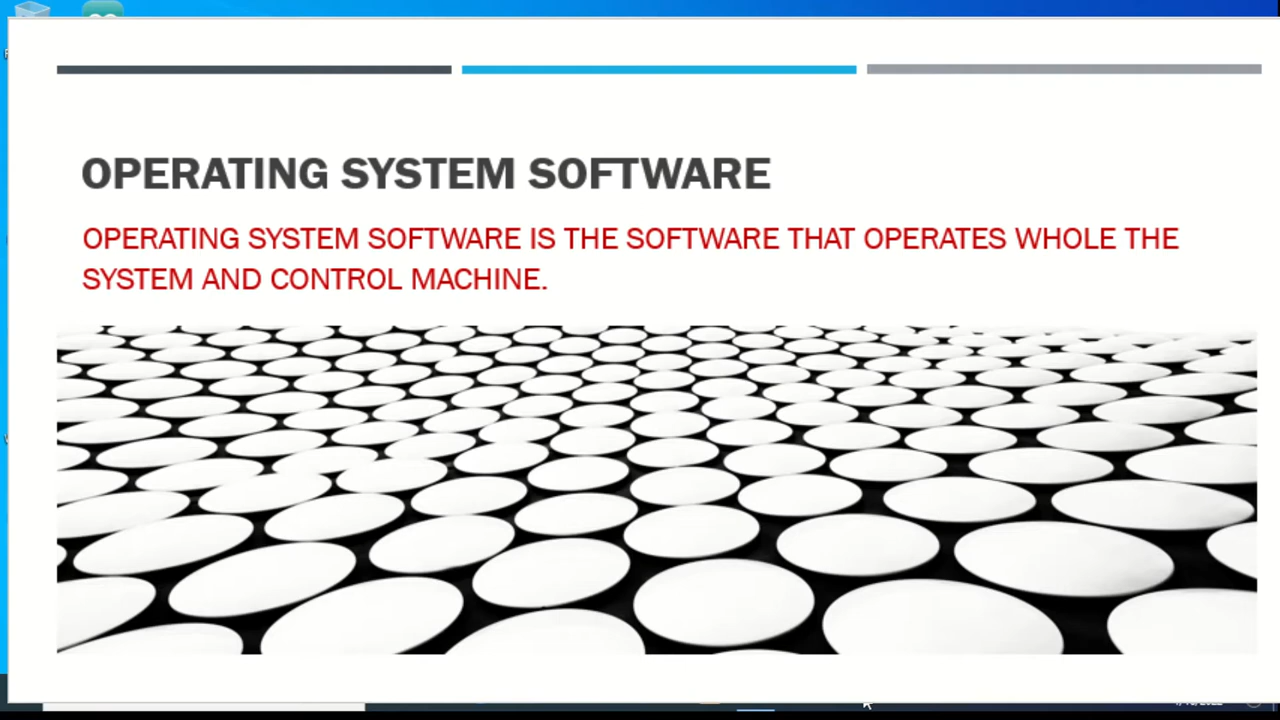 OPERATING SYSTEM SOFTWARE
OPERATING SYSTEM SOFTWARE IS THE SOFTWARE THAT OPERATES WHOLE THE
SYSTEM AND CONTROL MACHINE.